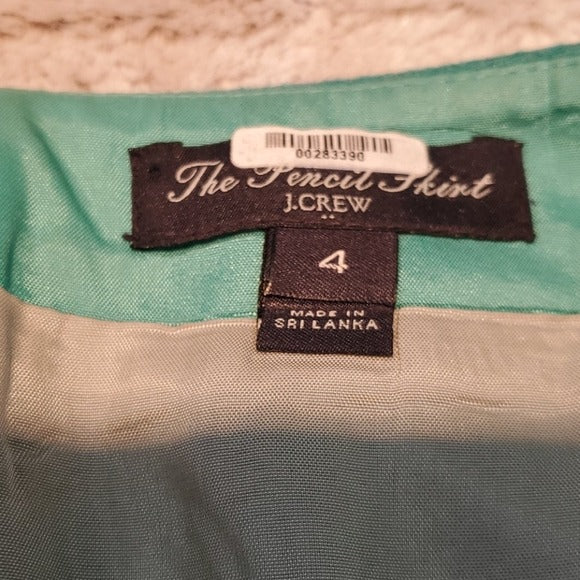 00283390
The Pencil Skirt
J.CREW
4
MADE IN
SRI LANKA